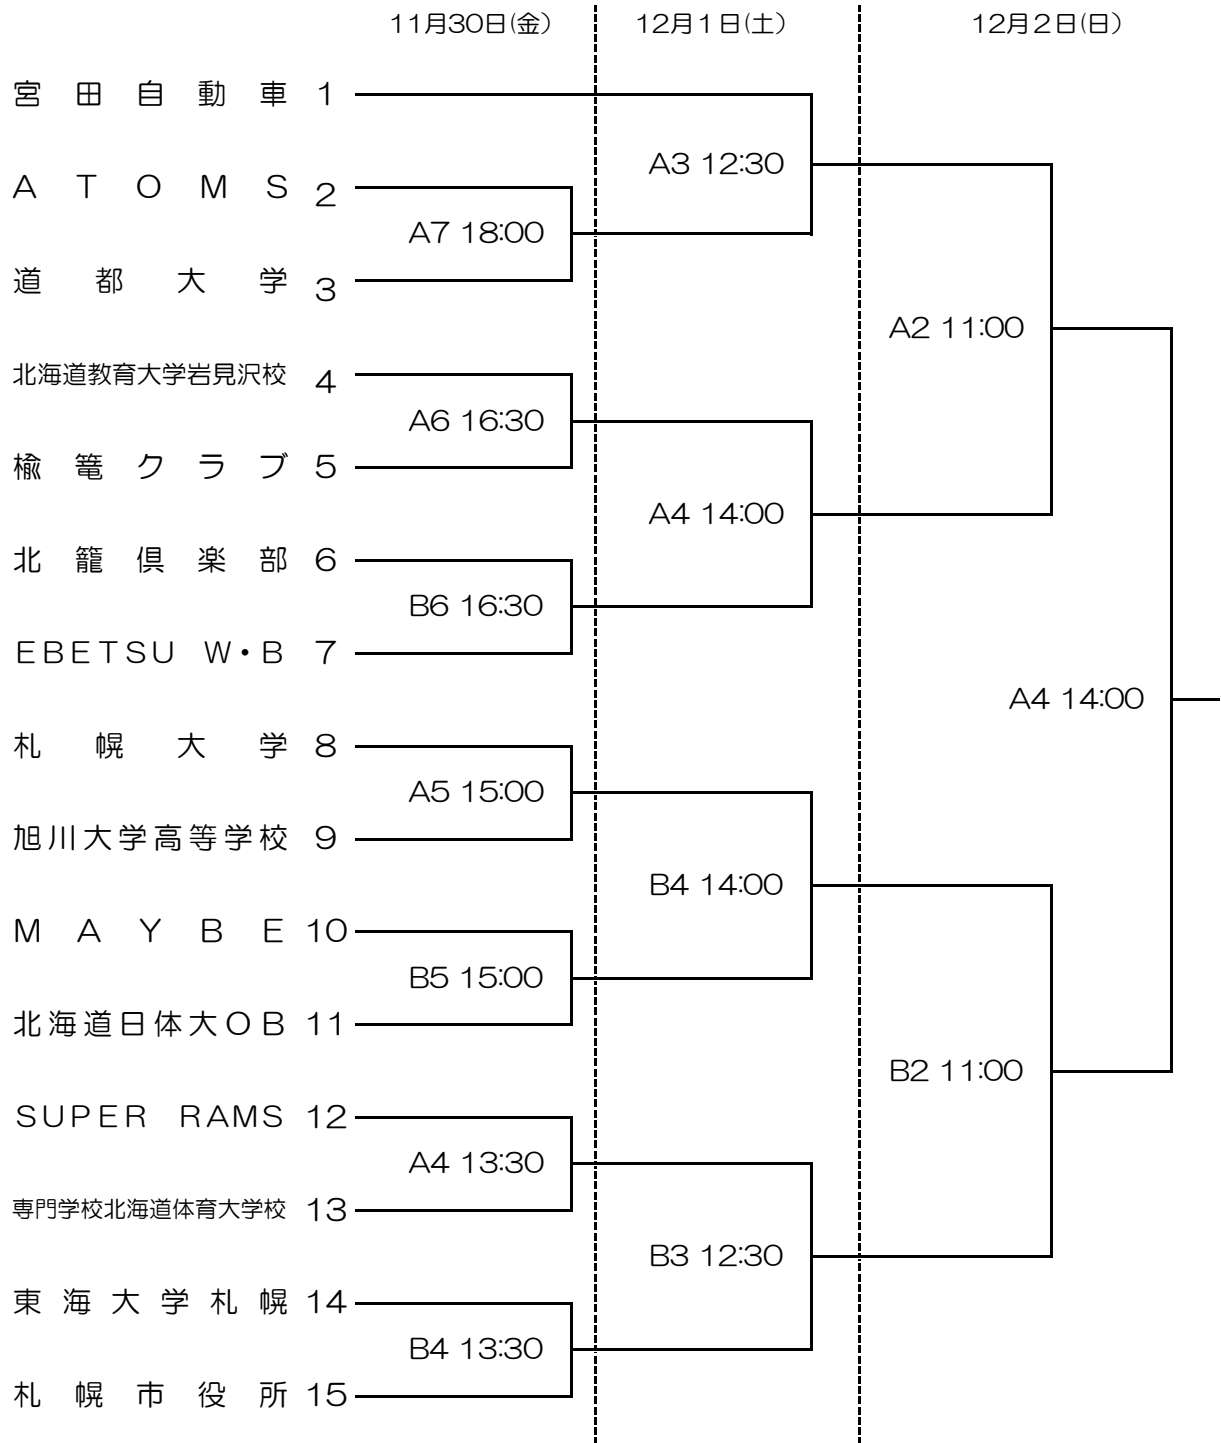 11月30日(金) 12月1日(土) 12月2日(日)
宮田自動車 1
A3 12:30
ATOMS 2
A7 18:00
道都大学 3
A2 11:00
北海道教育大学岩見沢校 4
A6 16:30
楡篭クラブ 5
A4 14:00
北籠倶楽部 6
B6 16:30
EBETSU W・B 7
A4 14:00
札幌大学 8
A5 15:00
旭川大学高等学校 9
B4 14:00
MAYBE 10
B5 15:00
北海道日体大OB 11
B2 11:00
SUPER RAMS 12
A4 13:30
専門学校北海道体育大学校 13
B3 12:30
東海大学札幌 14
B4 13:30
札幌市役所 15